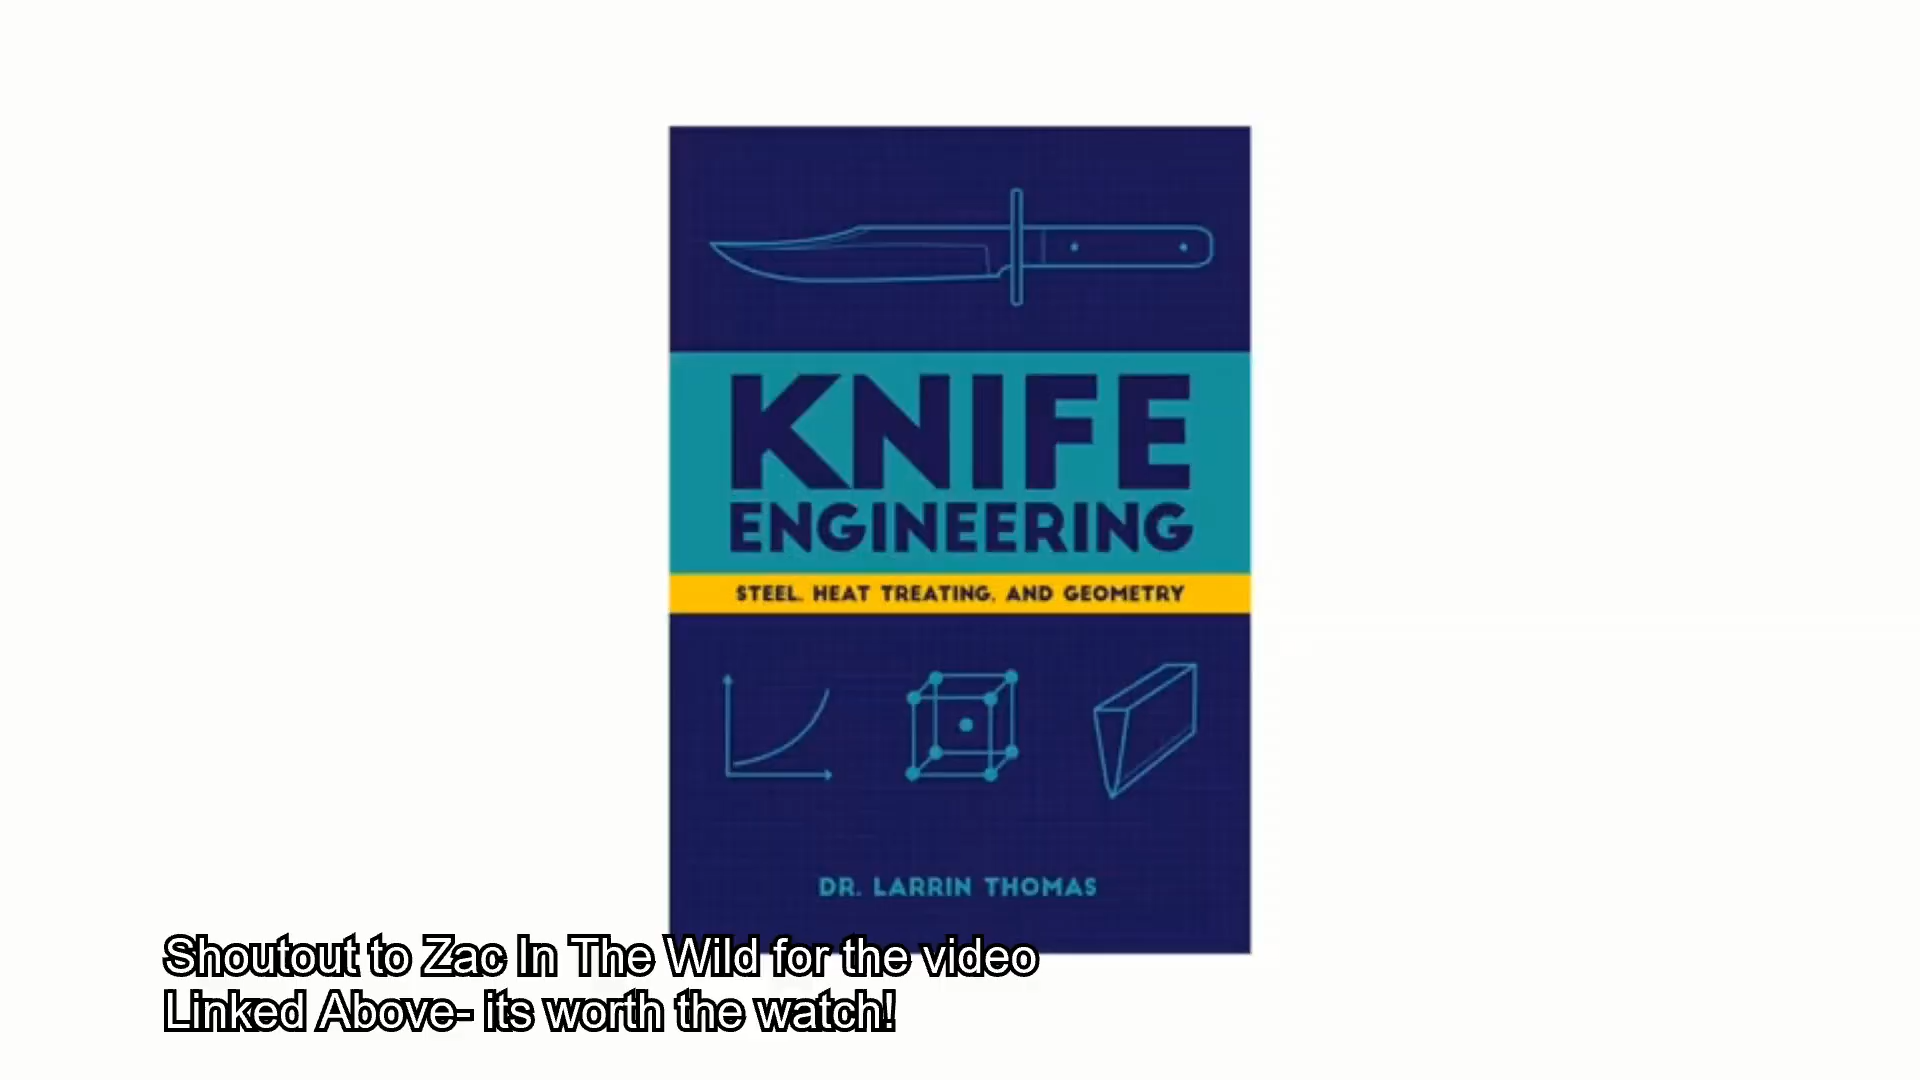 KNIFE
ENGINEERING
STEEL, HEAT TREATING, AND GEOMETRY
DR. LARRIN THOMAS
Shoutout to Zac In The Wild for the video
Linked Above- its worth the watch!